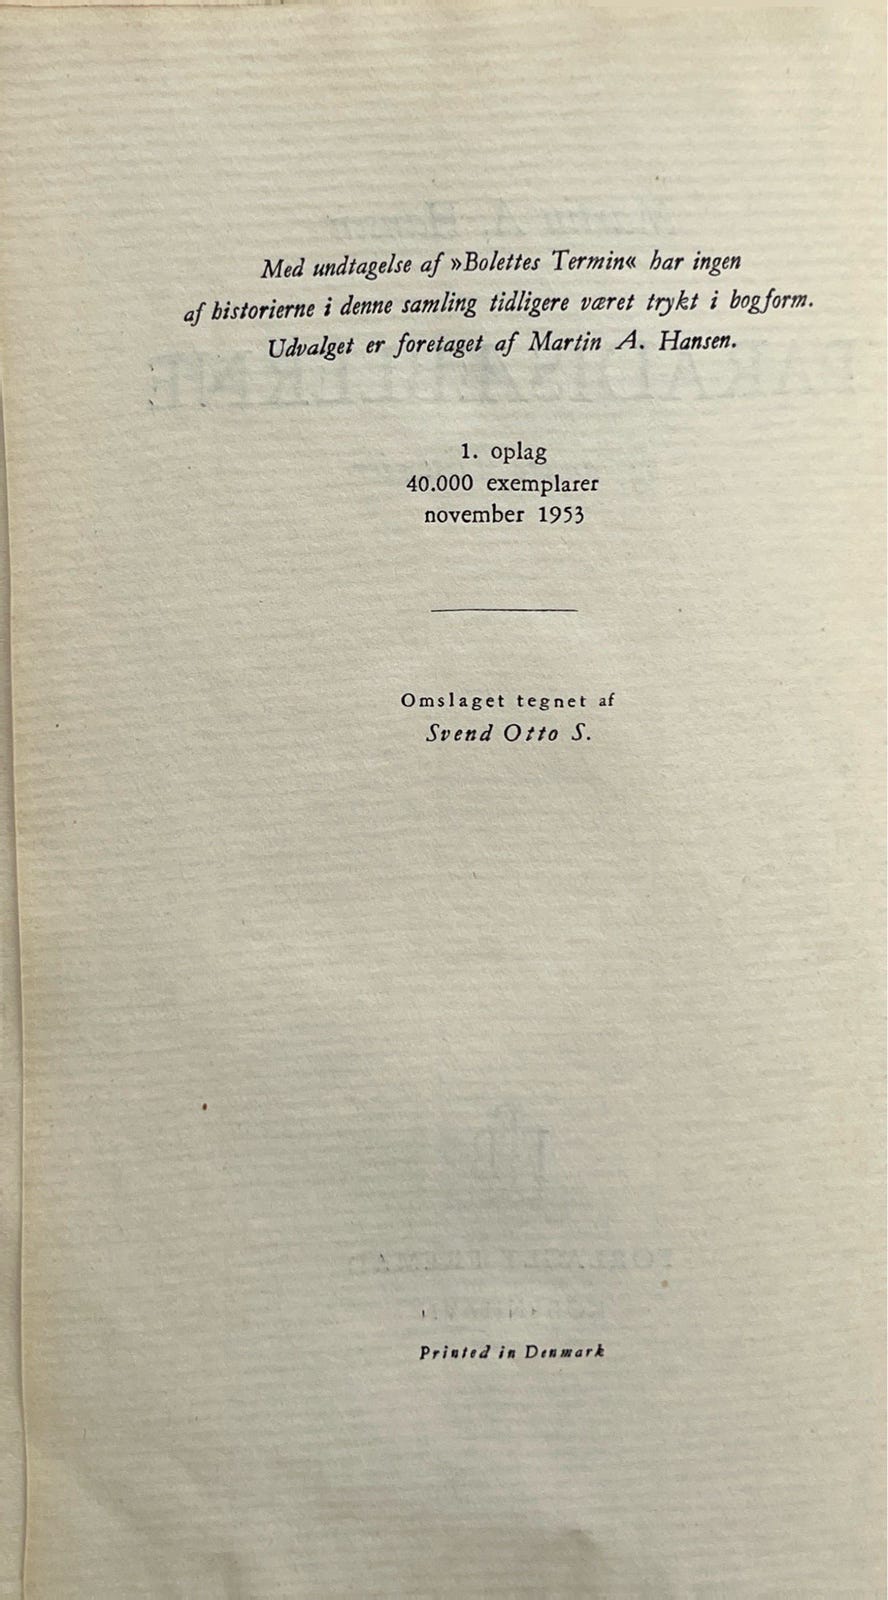 Med undtagelse af »Bolettes Termin« har ingen
af historierne i denne samling tidligere været trykt i bogform.
Udvalget er foretaget af Martin A. Hansen.
1. oplag
40.000 exemplarer
november 1953
Omslaget tegnet af
Svend Otto S.
Printed in Denmark